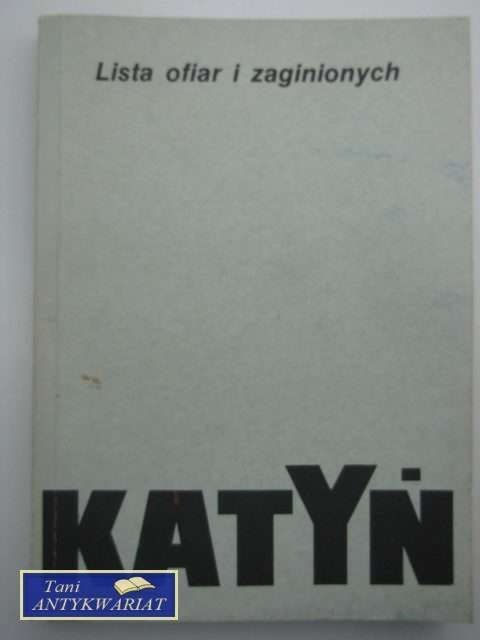 Lista ofiar i zaginionych
KATYŃ
Tani
ANTYKWARIAT